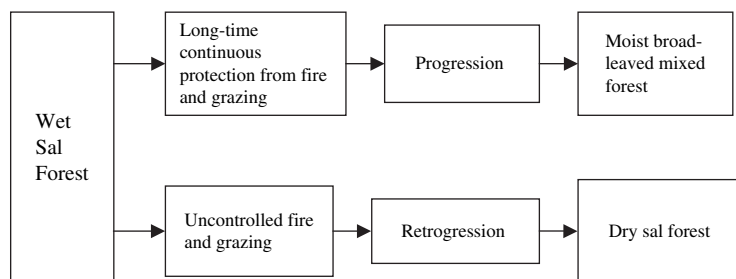 Wet
Sal
Forest
Long-time
continuous
protection from fire
and grazing
Progression
Moist broad-
leaved mixed
forest
Uncontrolled fire
and grazing
Retrogression
Dry sal forest